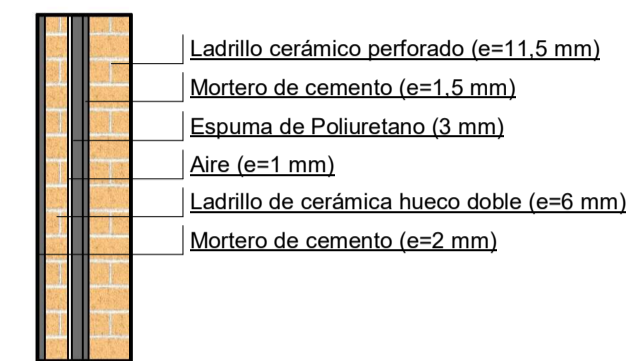 Ladrillo cerámico perforado (e=11,5 mm)
Mortero de cemento (e=1,5 mm)
Espuma de Poliuretano (3 mm)
Aire (e=1 mm)
Ladrillo de cerámica hueco doble (e=6 mm)
Mortero de cemento (e=2 mm)